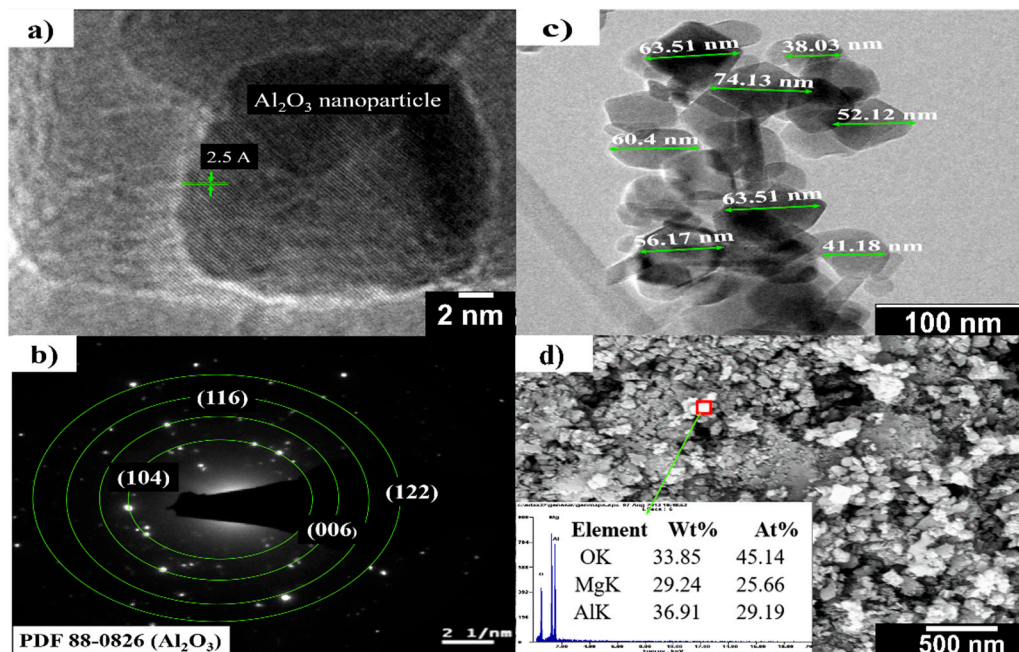 a)
Al₂O₃ nanoparticle
2.5 A
2 nm
c)
63.51 nm
38.03 nm
74.13 nm
52.12 nm
60.4 nm
63.51 nm
56.17 nm
41.18 nm
100 nm
b)
(116)
(104)
(122)
(006)
PDF 88-0826 (Al₂O₃)
2 1/nm
d)
Mg
Al
O
Element Wt% At%
OK 33.85 45.14
MgK 29.24 25.66
AlK 36.91 29.19
500 nm